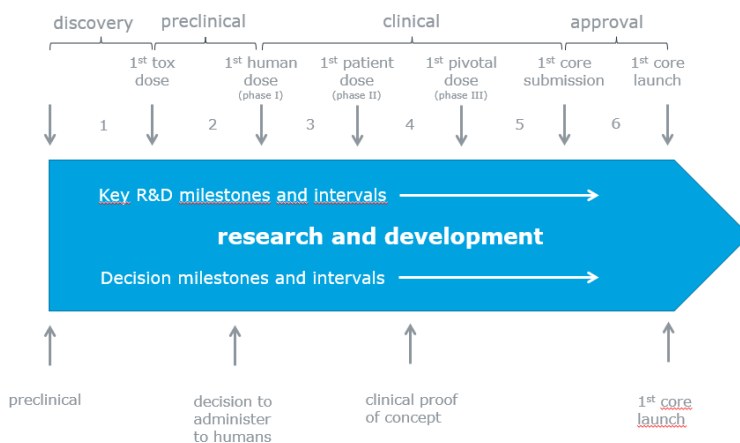 discovery preclinical clinical approval
1st tox 1st human 1st patient 1st pivotal 1st core 1st core
dose dose dose dose submission launch
(phase I) (phase II) (phase III)
1 2 3 4 5 6
Key R&D milestones and intervals
research and development
Decision milestones and intervals
preclinical decision to clinical proof 1st core
administer of concept launch
to humans